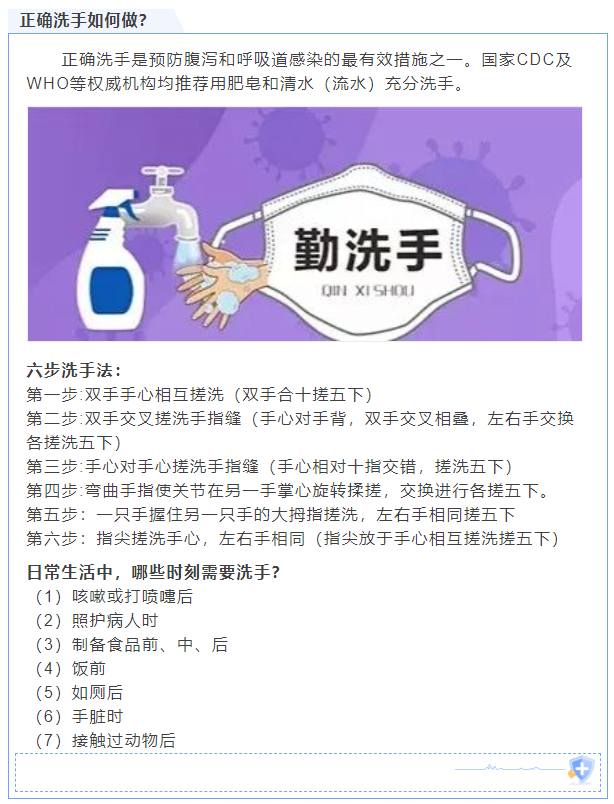 正确洗手如何做？
正确洗手是预防腹泻和呼吸道感染的最有效措施之一。国家CDC及
WHO等权威机构均推荐用肥皂和清水（流水）充分洗手。
勤洗手
QIN XI SHOU
六步洗手法：
第一步:双手手心相互搓洗（双手合十搓五下）
第二步:双手交叉搓洗手指缝（手心对手背，双手交叉相叠，左右手交换
各搓洗五下）
第三步:手心对手心搓洗手指缝（手心相对十指交错，搓洗五下）
第四步:弯曲手指使关节在另一手掌心旋转揉搓，交换进行各搓五下。
第五步：一只手握住另一只手的大拇指搓洗，左右手相同搓五下
第六步：指尖搓洗手心，左右手相同（指尖放于手心相互搓洗搓五下）
日常生活中，哪些时刻需要洗手？
（1）咳嗽或打喷嚏后
（2）照护病人时
（3）制备食品前、中、后
（4）饭前
（5）如厕后
（6）手脏时
（7）接触过动物后